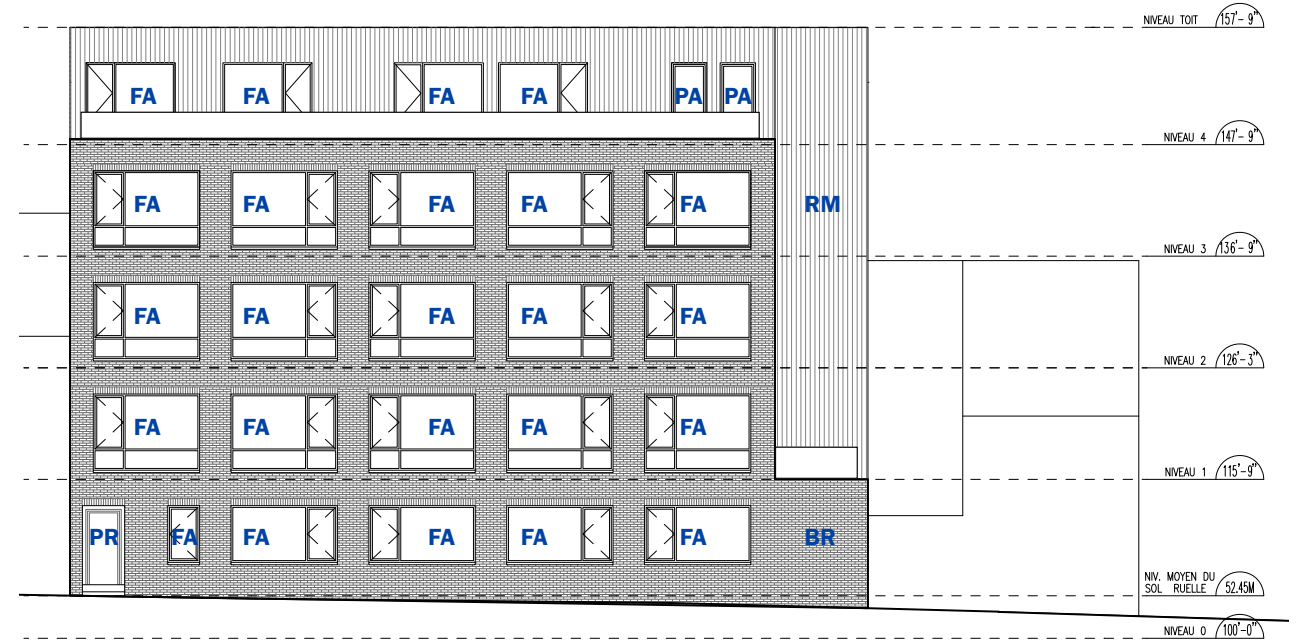 NIVEAU TOIT 157'-9"
FA FA FA FA PA PA
NIVEAU 4 147'-9"
FA FA FA FA FA RM
NIVEAU 3 136'-9"
FA FA FA FA FA
NIVEAU 2 126'-3"
FA FA FA FA FA
NIVEAU 1 115'-9"
PR FA FA FA FA FA BR
NIV. MOYEN DU
SOL RUELLE 52.45M
NIVEAU 0 100'-0"